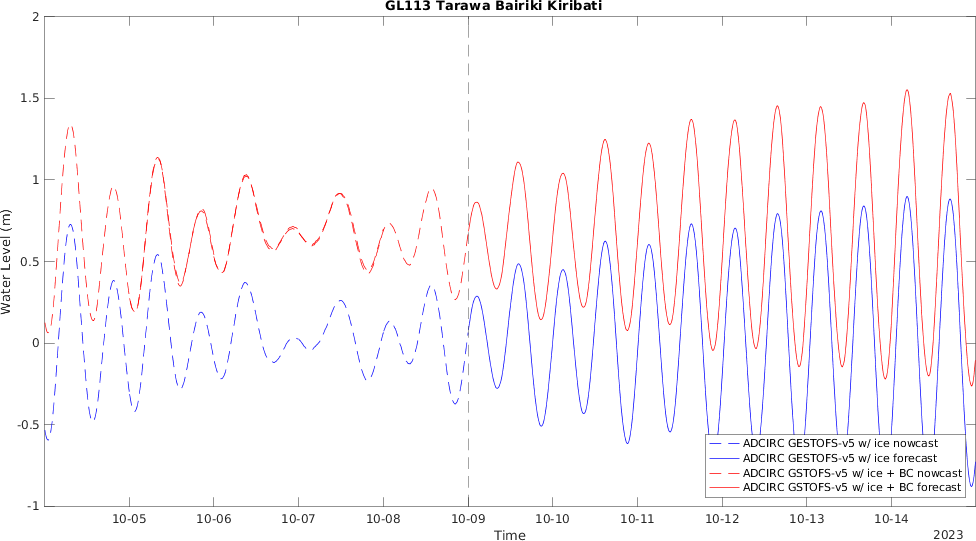 GL113 Tarawa Bairiki Kiribati
2
1.5
1
0.5
0
-0.5
-1
Water Level (m)
ADCIRC GESTOFS-v5 w/ ice nowcast
ADCIRC GESTOFS-v5 w/ ice forecast
ADCIRC GSTOFS-v5 w/ ice + BC nowcast
ADCIRC GSTOFS-v5 w/ ice + BC forecast
10-05 10-06 10-07 10-08 10-09 10-10 10-11 10-12 10-13 10-14
Time
2023